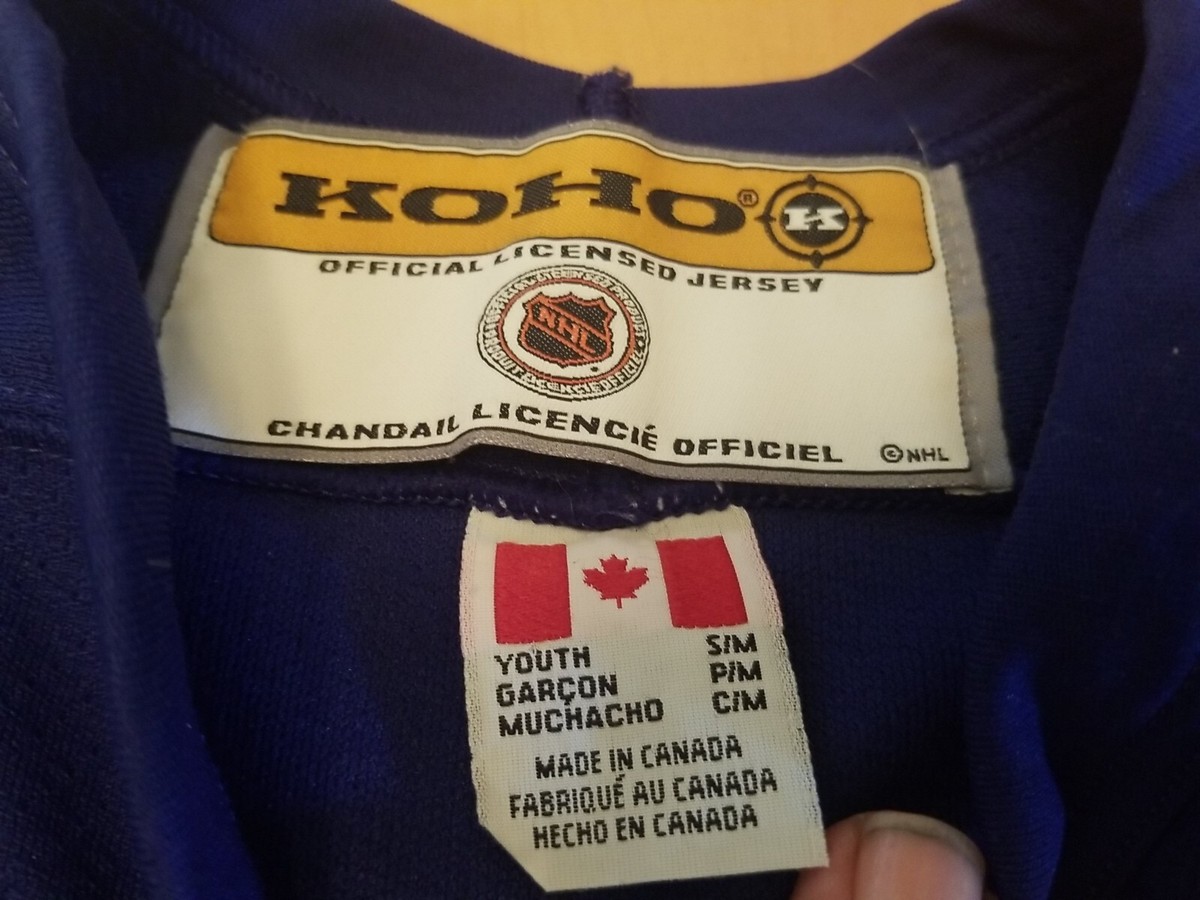 KOHO® K
OFFICIAL LICENSED JERSEY
NHL
CHANDAIL LICENCIÉ OFFICIEL
©NHL
YOUTH S/M
GARÇON P/M
MUCHACHO C/M
MADE IN CANADA
FABRIQUÉ AU CANADA
HECHO EN CANADA